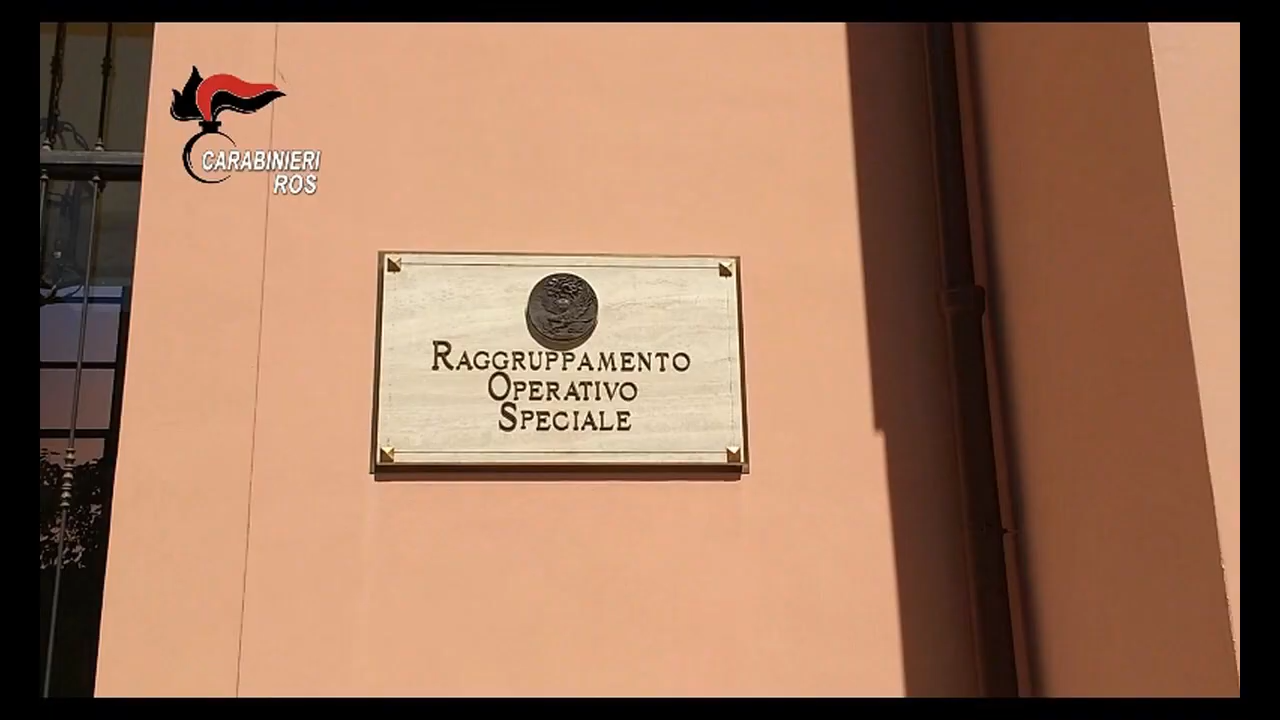 CARABINIERI
ROS
RAGGRUPPAMENTO
OPERATIVO
SPECIALE